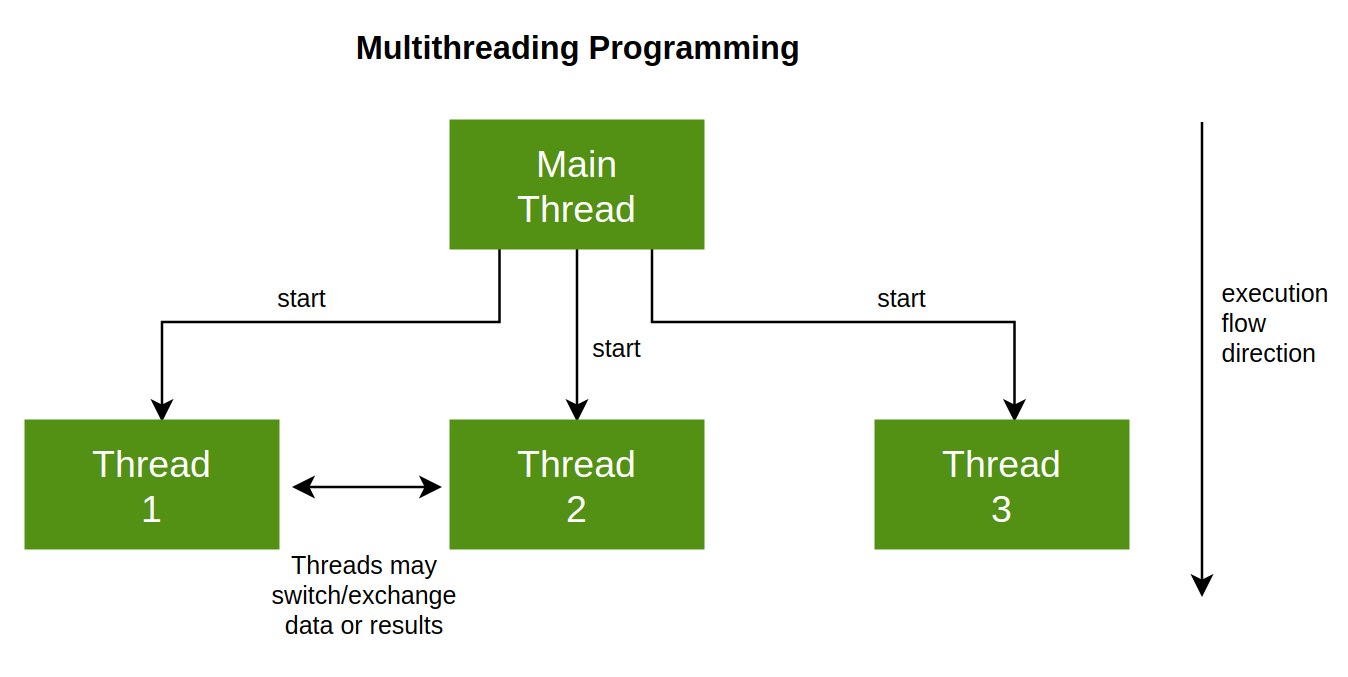 Multithreading Programming
Main
Thread
start
start
start
execution
flow
direction
Thread
1
Thread
2
Thread
3
Threads may
switch/exchange
data or results